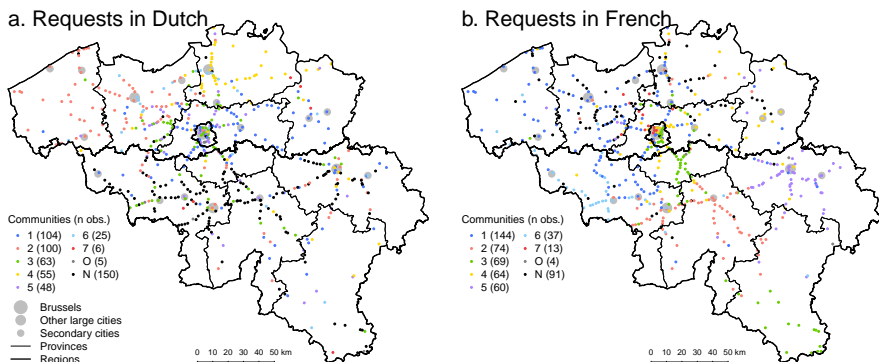 a. Requests in Dutch
Communities (n obs.)
1 (104)
2 (100)
3 (63)
4 (55)
5 (48)
6 (25)
7 (6)
O (5)
N (150)
Brussels
Other large cities
Secondary cities
Provinces
Regions
0 10 20 30 40 50 km
b. Requests in French
Communities (n obs.)
1 (144)
2 (74)
3 (69)
4 (64)
5 (60)
6 (37)
7 (13)
O (4)
N (91)
0 10 20 30 40 50 km